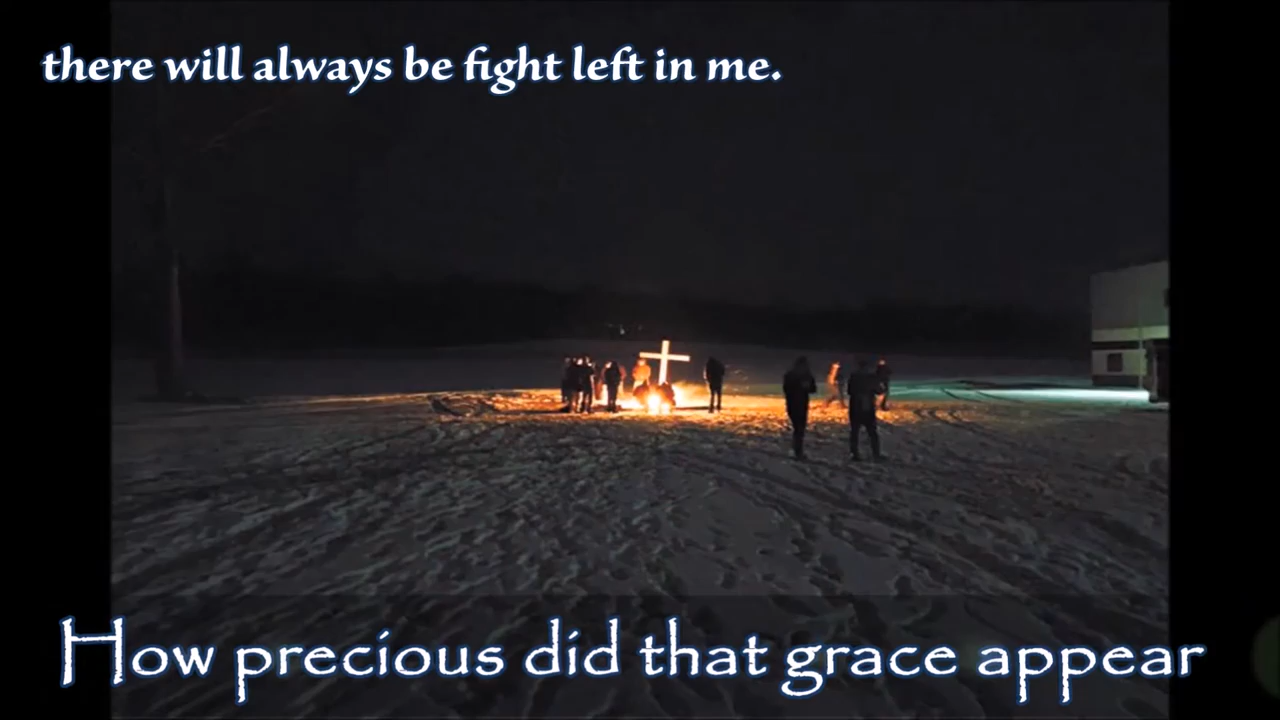 there will always be fight left in me.
How precious did that grace appear